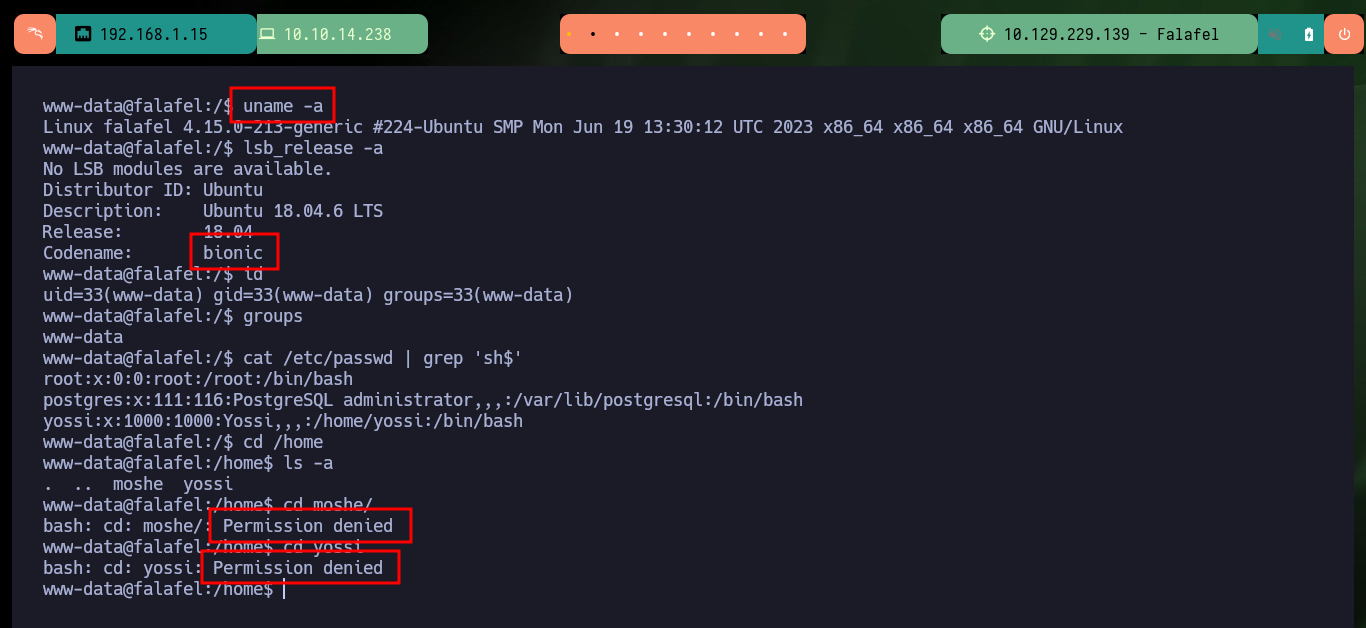 192.168.1.15 10.10.14.238 10.129.229.139 - Falafel
www-data@falafel:/$ uname -a
Linux falafel 4.15.0-213-generic #224-Ubuntu SMP Mon Jun 19 13:30:12 UTC 2023 x86_64 x86_64 x86_64 GNU/Linux
www-data@falafel:/$ lsb_release -a
No LSB modules are available.
Distributor ID: Ubuntu
Description:    Ubuntu 18.04.6 LTS
Release:        18.04
Codename:       bionic
www-data@falafel:/$ id
uid=33(www-data) gid=33(www-data) groups=33(www-data)
www-data@falafel:/$ groups
www-data
www-data@falafel:/$ cat /etc/passwd | grep 'sh$'
root:x:0:0:root:/root:/bin/bash
postgres:x:111:116:PostgreSQL administrator,,,:/var/lib/postgresql:/bin/bash
yossi:x:1000:1000:Yossi,,,:/home/yossi:/bin/bash
www-data@falafel:/$ cd /home
www-data@falafel:/home$ ls -a
.  ..  moshe  yossi
www-data@falafel:/home$ cd moshe/
bash: cd: moshe/: Permission denied
www-data@falafel:/home$ cd yossi
bash: cd: yossi: Permission denied
www-data@falafel:/home$